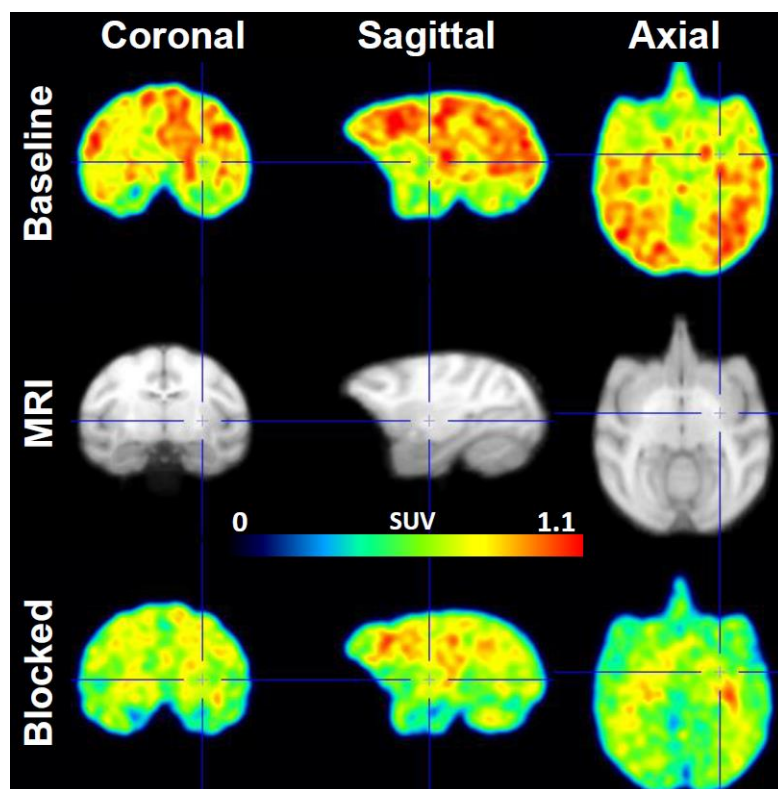 Coronal Sagittal Axial
Baseline
MRI
0 SUV 1.1
Blocked